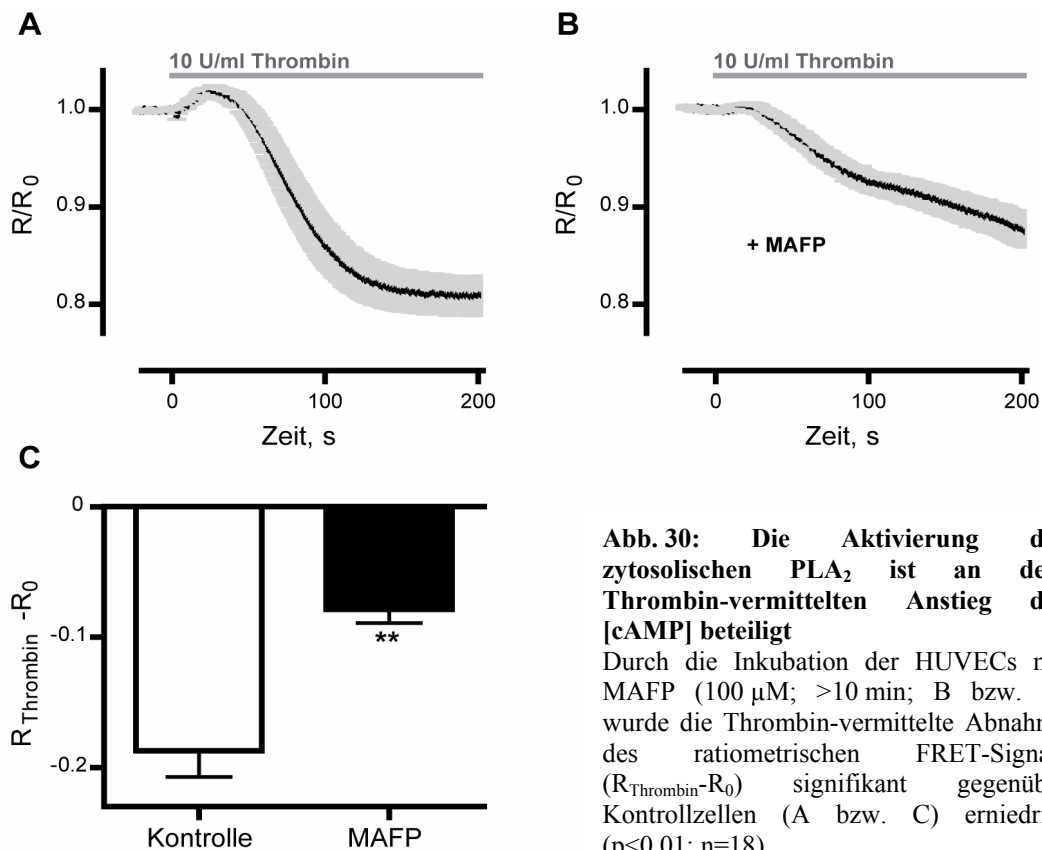 A
10 U/ml Thrombin
R/R0
1.0
0.9
0.8
0 100 200
Zeit, s
B
10 U/ml Thrombin
R/R0
1.0
0.9
0.8
+ MAFP
0 100 200
Zeit, s
C
RThrombin -R0
0
-0.1
-0.2
**
Kontrolle MAFP
Abb. 30: Die Aktivierung
zytosolischen PLA2 ist an
Thrombin-vermittelten Anstieg
[cAMP] beteiligt
Durch die Inkubation der HUVECs
MAFP (100 µM; >10 min; B bzw.
wurde die Thrombin-vermittelte
des ratiometrischen
(RThrombin-R0) signifikant
Kontrollzellen (A bzw. C)
(p<0.01; n=18)